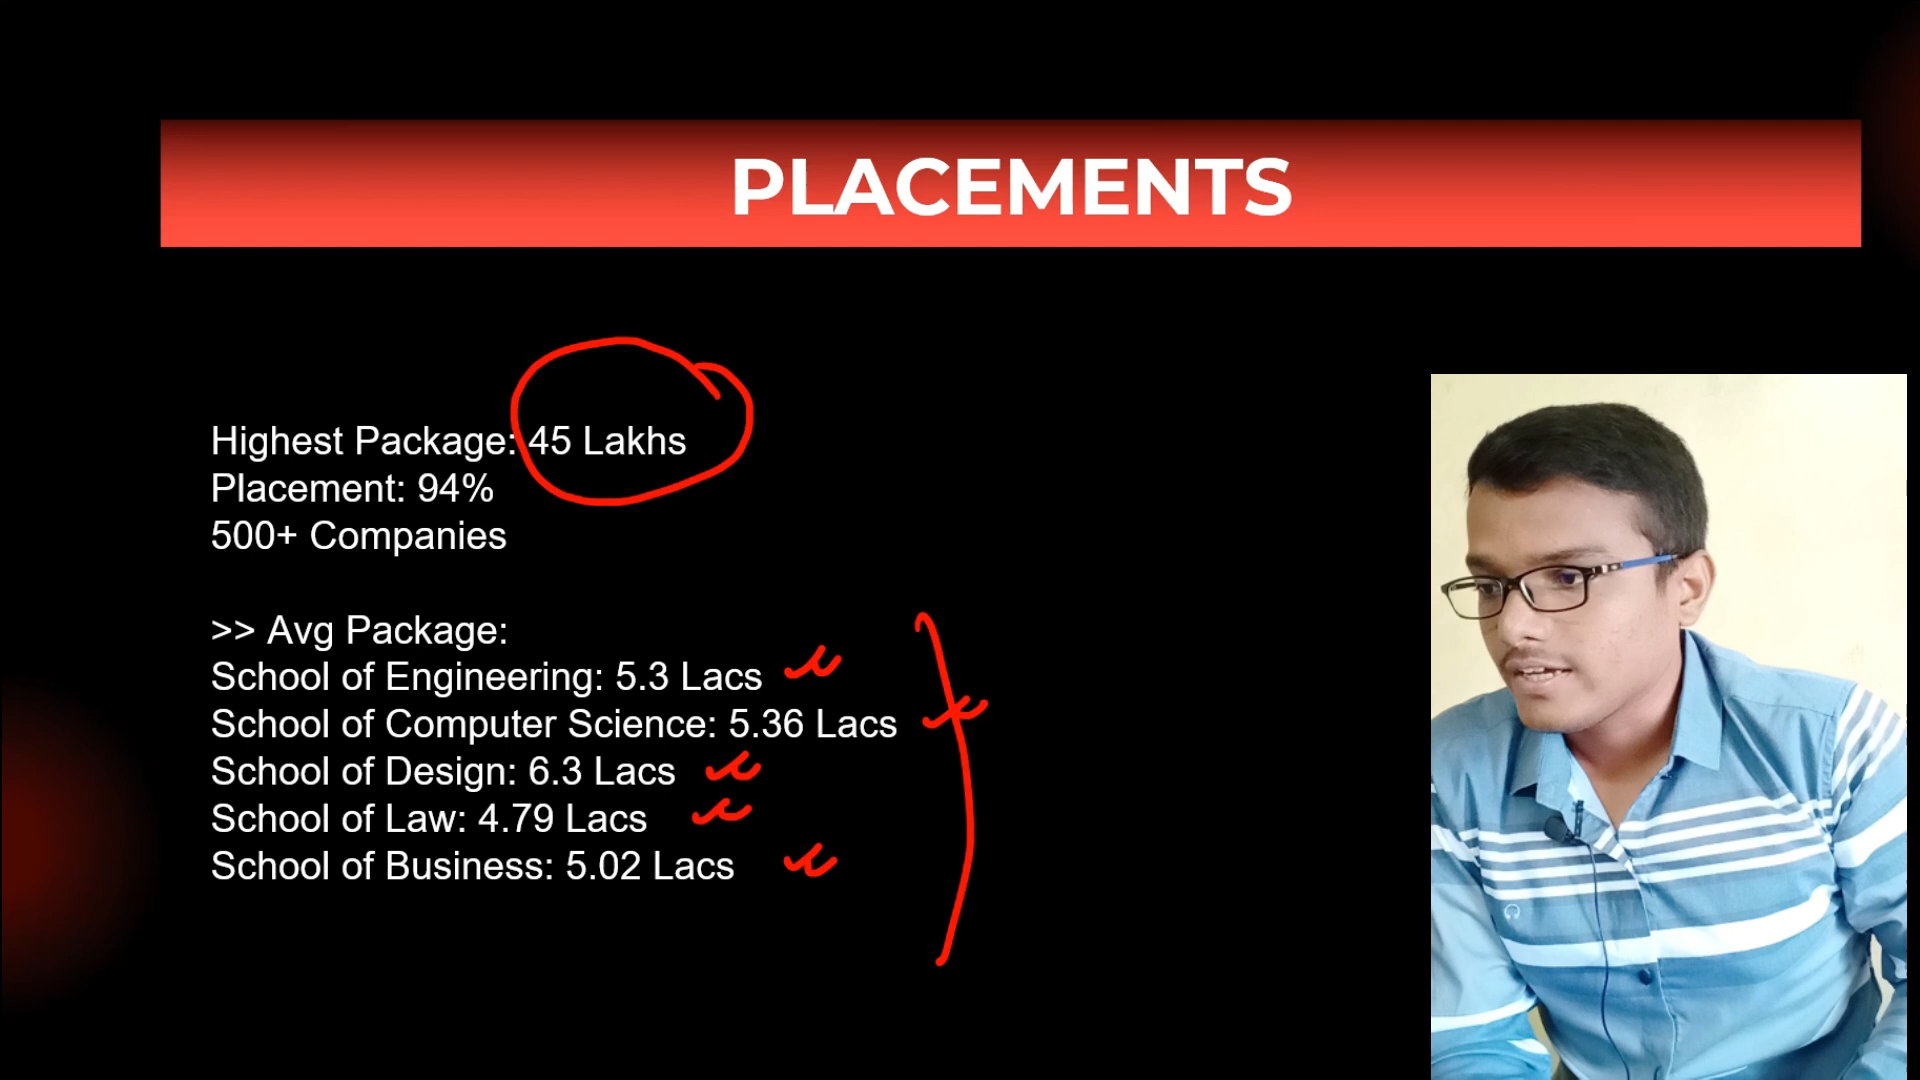 PLACEMENTS
Highest Package: 45 Lakhs
Placement: 94%
500+ Companies
>> Avg Package:
School of Engineering: 5.3 Lacs
School of Computer Science: 5.36 Lacs
School of Design: 6.3 Lacs
School of Law: 4.79 Lacs
School of Business: 5.02 Lacs